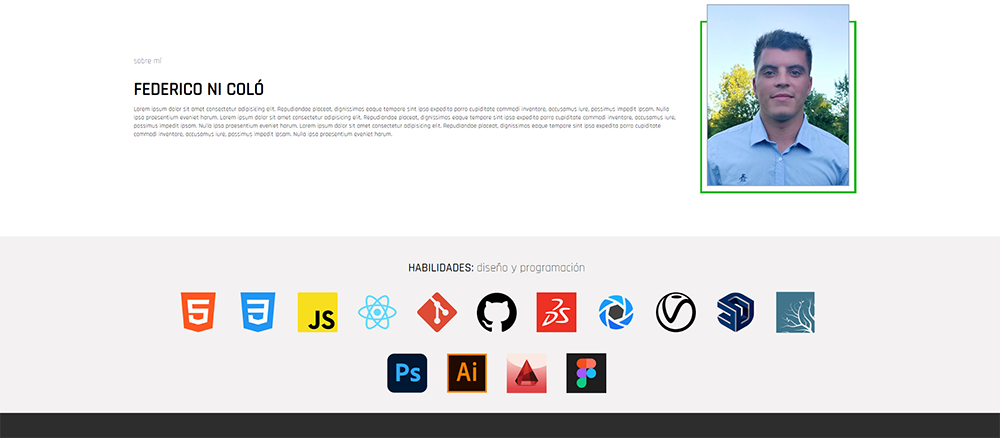 sobre mí
FEDERICO NI COLÓ
Lorem ipsum dolor sit amet consectetur adipisicing elit. Repudiandae placeat, dignissimos eaque tempore sint ipsa expedita porro cupiditate commodi inventore, accusamus iure, possimus impedit ipsam. Nulla
ipsa praesentium eveniet harum. Lorem ipsum dolor sit amet consectetur adipisicing elit. Repudiandae placeat, dignissimos eaque tempore sint ipsa expedita porro cupiditate commodi inventore, accusamus iure,
possimus impedit ipsam. Nulla ipsa praesentium eveniet harum. Lorem ipsum dolor sit amet consectetur adipisicing elit. Repudiandae placeat, dignissimos eaque tempore sint ipsa expedita porro cupiditate
commodi inventore, accusamus iure, possimus impedit ipsam. Nulla ipsa praesentium eveniet harum.
HABILIDADES: diseño y programación
JS
Ps
Ai